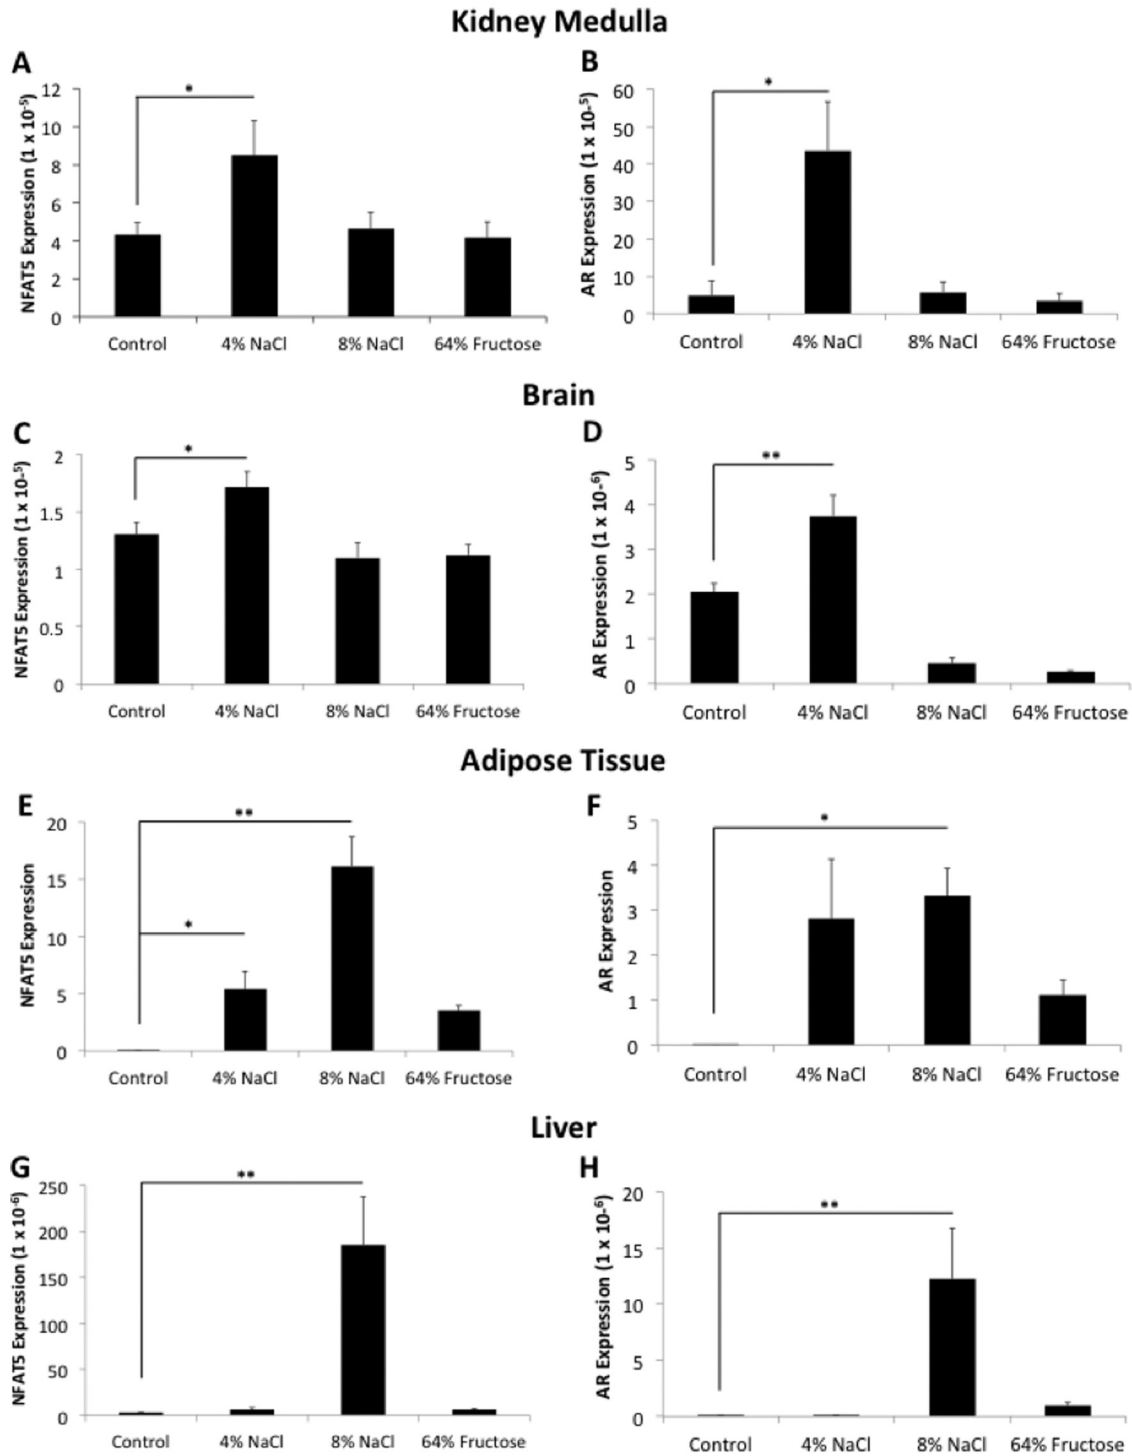 Kidney Medulla
A
B
NFAT5 Expression (1 x 10⁻⁵)
12
10
8
6
4
2
0
*
Control 4% NaCl 8% NaCl 64% Fructose
AR Expression (1 x 10-⁵)
60
50
40
30
20
10
0
*
Control 4% NaCl 8% NaCl 64% Fructose
Brain
C
D
NFAT5 Expression (1 x 10-⁵)
2
1.5
1
0.5
0
*
Control 4% NaCl 8% NaCl 64% Fructose
AR Expression (1 x 10-⁶)
5
4
3
2
1
0
**
Control 4% NaCl 8% NaCl 64% Fructose
Adipose Tissue
E
F
NFAT5 Expression
20
15
10
5
0
**
*
Control 4% NaCl 8% NaCl 64% Fructose
AR Expression
5
4
3
2
1
0
*
Control 4% NaCl 8% NaCl 64% Fructose
Liver
G
H
NFAT5 Expression (1 x 10⁻⁶)
250
200
150
100
50
0
**
Control 4% NaCl 8% NaCl 64% Fructose
AR Expression (1 x 10-⁶)
20
15
10
5
0
**
Control 4% NaCl 8% NaCl 64% Fructose